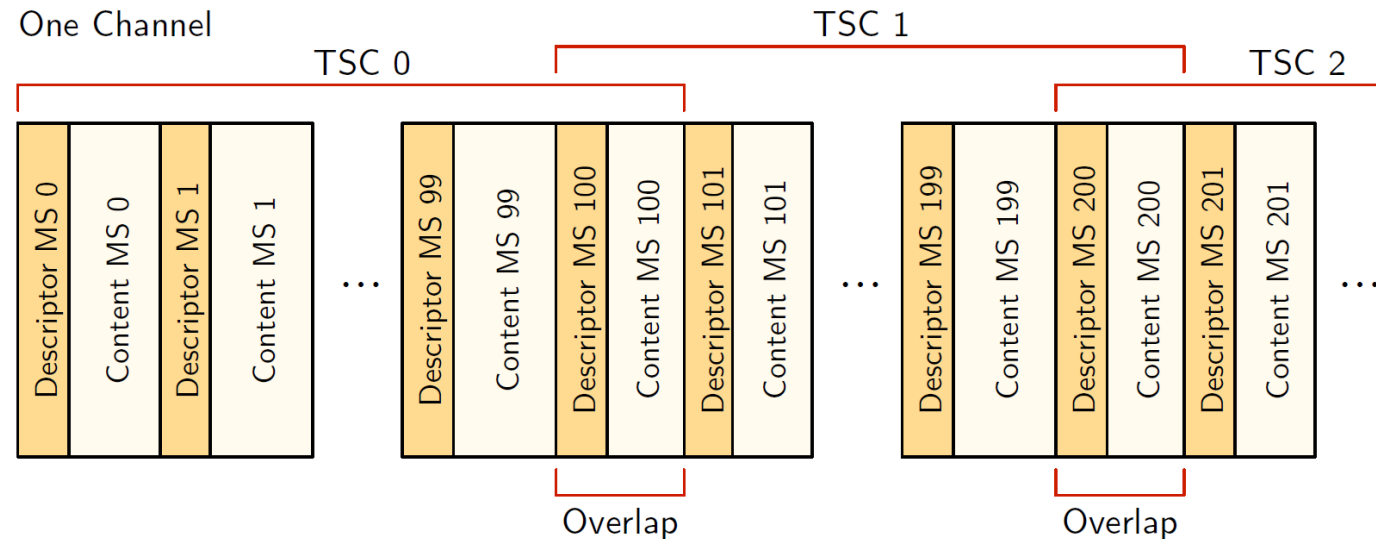 One Channel
TSC 0
TSC 1
TSC 2
Descriptor MS 0
Content MS 0
Descriptor MS 1
Content MS 1
...
Descriptor MS 99
Content MS 99
Descriptor MS 100
Content MS 100
Descriptor MS 101
Content MS 101
...
Descriptor MS 199
Content MS 199
Descriptor MS 200
Content MS 200
Descriptor MS 201
Content MS 201
...
Overlap
Overlap